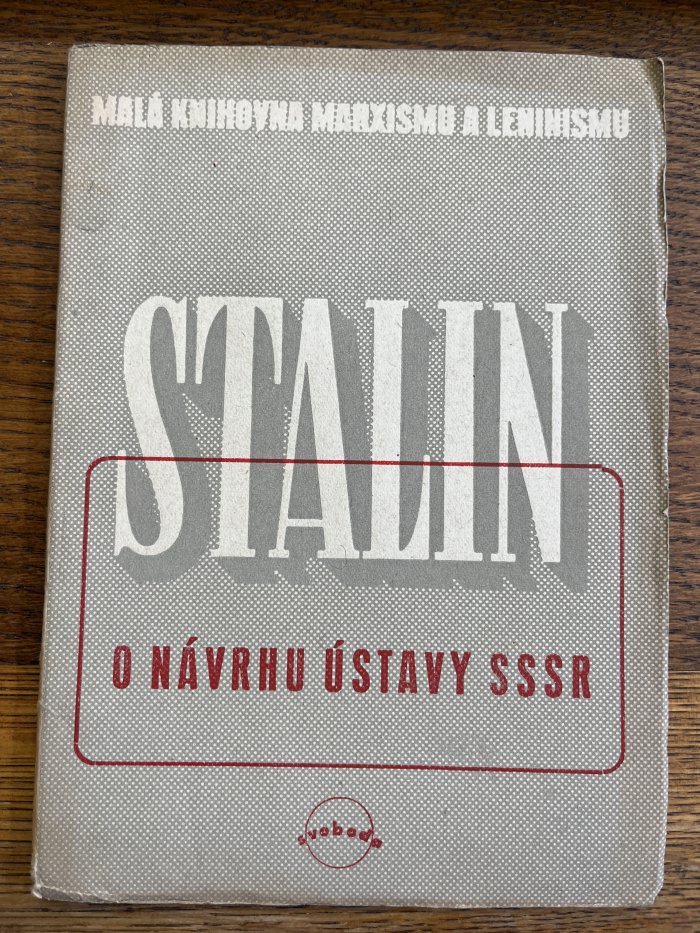 MALÁ KNIHOVNA MARXISMU A LENINISMU
STALIN
O NÁVRHU ÚSTAVY SSSR
svoboda